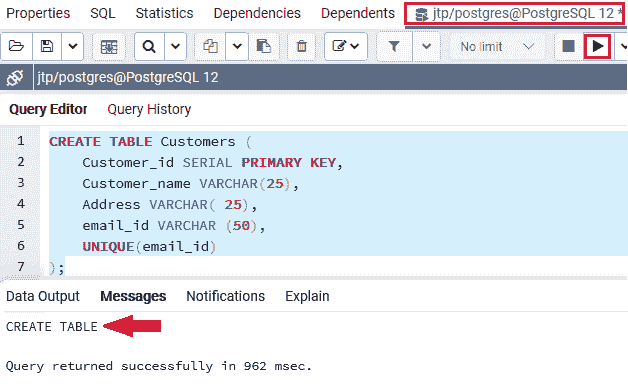 Properties SQL Statistics Dependencies Dependents jtp/postgres@PostgreSQL 12 *
No limit
jtp/postgres@PostgreSQL 12
Query Editor Query History
1 CREATE TABLE Customers (
2 Customer_id SERIAL PRIMARY KEY,
3 Customer_name VARCHAR(25),
4 Address VARCHAR( 25),
5 email_id VARCHAR (50),
6 UNIQUE(email_id)
7 );
Data Output Messages Notifications Explain
CREATE TABLE
Query returned successfully in 962 msec.